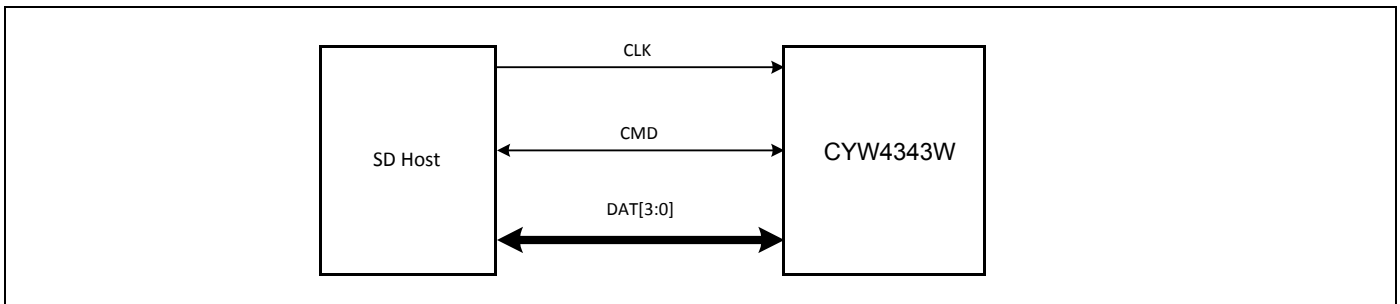 CLK
SD Host
CMD
CYW4343W
DAT[3:0]